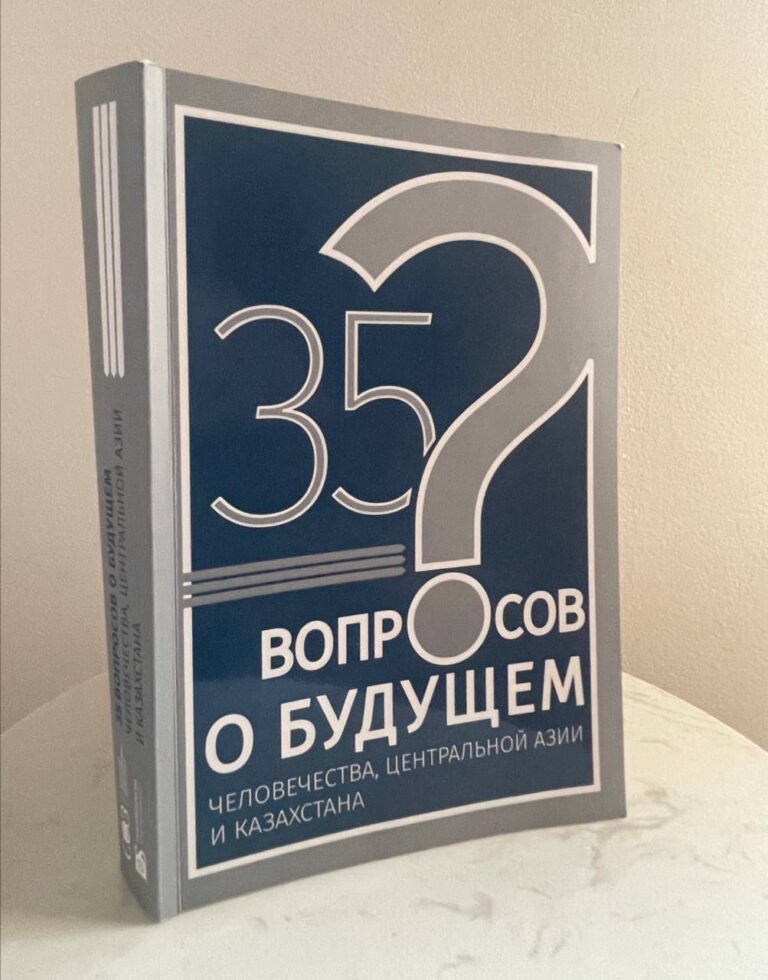 35
ВОПРОСОВ
О БУДУЩЕМ
ЧЕЛОВЕЧЕСТВА, ЦЕНТРАЛЬНОЙ АЗИИ
И КАЗАХСТАНА
35 ВОПРОСОВ О БУДУЩЕМ
ЧЕЛОВЕЧЕСТВА, ЦЕНТРАЛЬНОЙ АЗИИ
И КАЗАХСТАНА